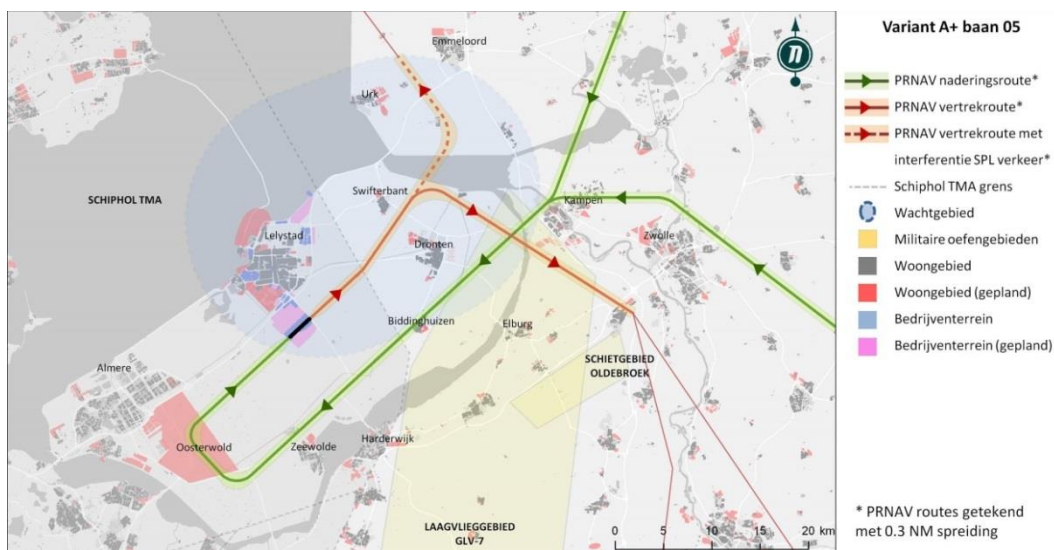 Variant A+ baan 05
PRNAV naderingsroute*
PRNAV vertrekroute*
PRNAV vertrekroute met
interferentie SPL verkeer*
Schiphol TMA grens
Wachtgebied
Militaire oefengebieden
Woongebied
Woongebied (gepland)
Bedrijventerrein
Bedrijventerrein (gepland)
* PRNAV routes getekend
met 0.3 NM spreiding
n
Emmeloord
Urk
SCHIPHOL TMA
Swifterbant
Kampen
Lelystad
Dronten
Zwolle
Biddinghuizen
Elburg
SCHIETGEBIED
OLDEBROEK
Almere
Oosterwold
Zeewolde
Harderwijk
LAAGVLIEGGEBIED
GLV-7
0 5 10 15 20 km